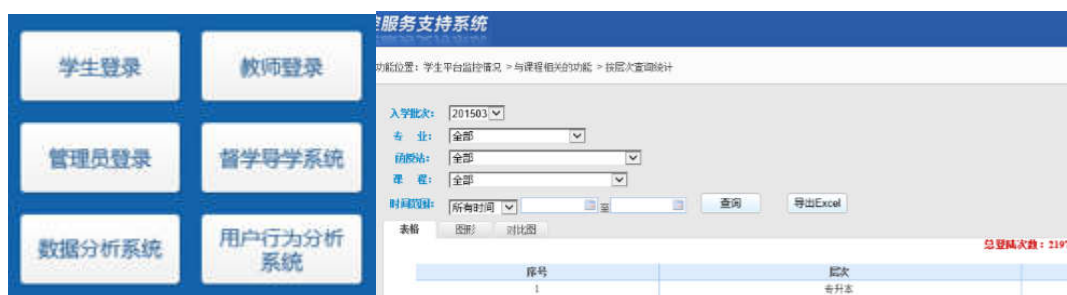 学生登录
教师登录
管理员登录
督学导学系统
数据分析系统
用户行为分析
系统
服务支持系统
功能位置：学生平台监控情况 > 与课程相关的功能 > 按层次查询统计
入学批次： 201503
专 业： 全部
函授站： 全部
课 程： 全部
时间范围： 所有时间 至 查询 导出Excel
表格 图形 对比图
总登陆次数：2197
序号 层次
1 专升本